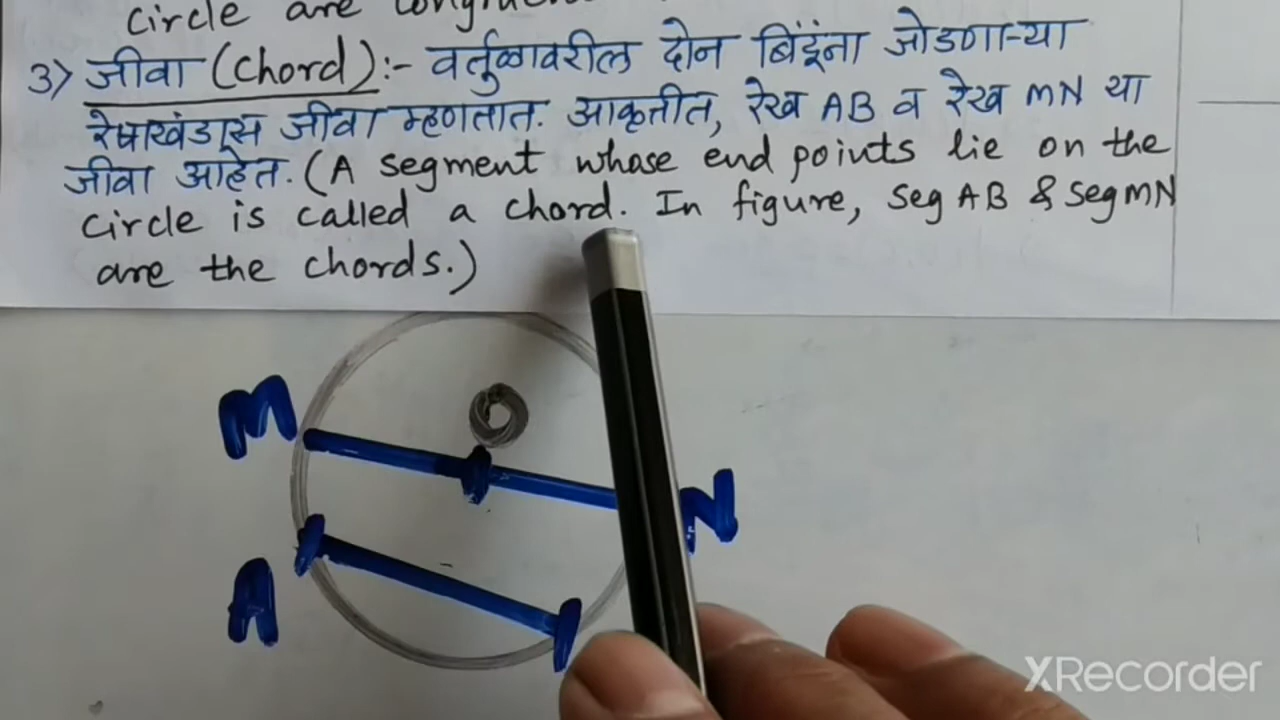 circle are
3) जीवा (Chord):- वर्तुळावरील दोन बिंदूंना जोडणाऱ्या
रेषाखंडास जीवा म्हणतात. आकृतीत, रेख AB व रेख MN या
जीवा आहेत. (A segment whose end points lie on the
circle is called a chord. In figure, seg AB & seg MN
are the chords.)
O
M
N
A
XRecorder